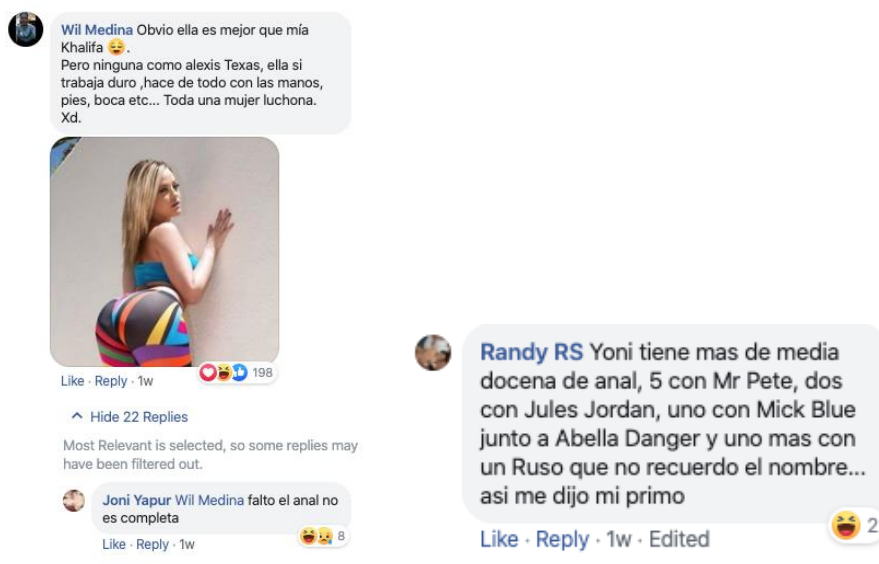 Wil Medina Obvio ella es mejor que mía
Khalifa 😌.
Pero ninguna como alexis Texas, ella si
trabaja duro ,hace de todo con las manos,
pies, boca etc... Toda una mujer luchona.
Xd.
198
Like · Reply · 1w
Hide 22 Replies
Most Relevant is selected, so some replies may
have been filtered out.
Joni Yapur Wil Medina falto el anal no
es completa
8
Like · Reply · 1w
Randy RS Yoni tiene mas de media
docena de anal, 5 con Mr Pete, dos
con Jules Jordan, uno con Mick Blue
junto a Abella Danger y uno mas con
un Ruso que no recuerdo el nombre...
asi me dijo mi primo
2
Like · Reply · 1w · Edited